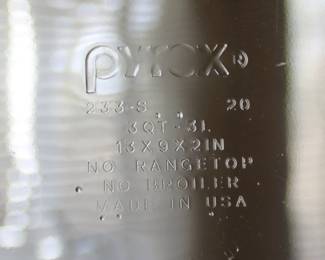 pyrex®
233-S 20
3QT-3L
13X9X2IN
NO RANGETOP
NO BROILER
MADE IN USA